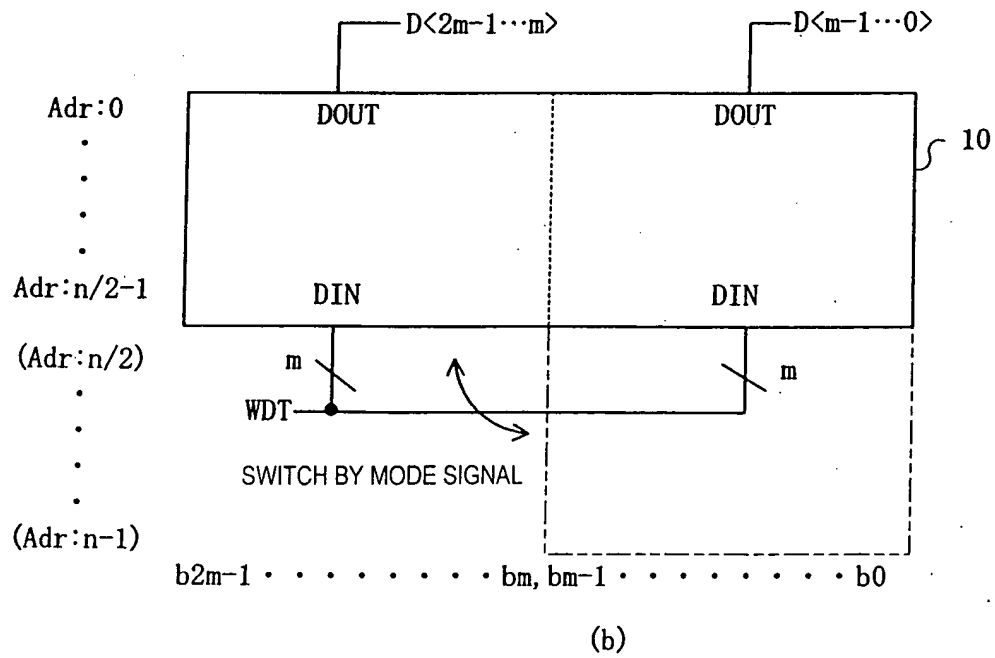 D<2m-1···m> D<m-1···0>
Adr:0 DOUT DOUT 10
Adr:n/2-1 DIN DIN
(Adr:n/2) m m
WDT
SWITCH BY MODE SIGNAL
(Adr:n-1)
b2m-1 · · · · · · · · bm, bm-1 · · · · · · · · b0
(b)